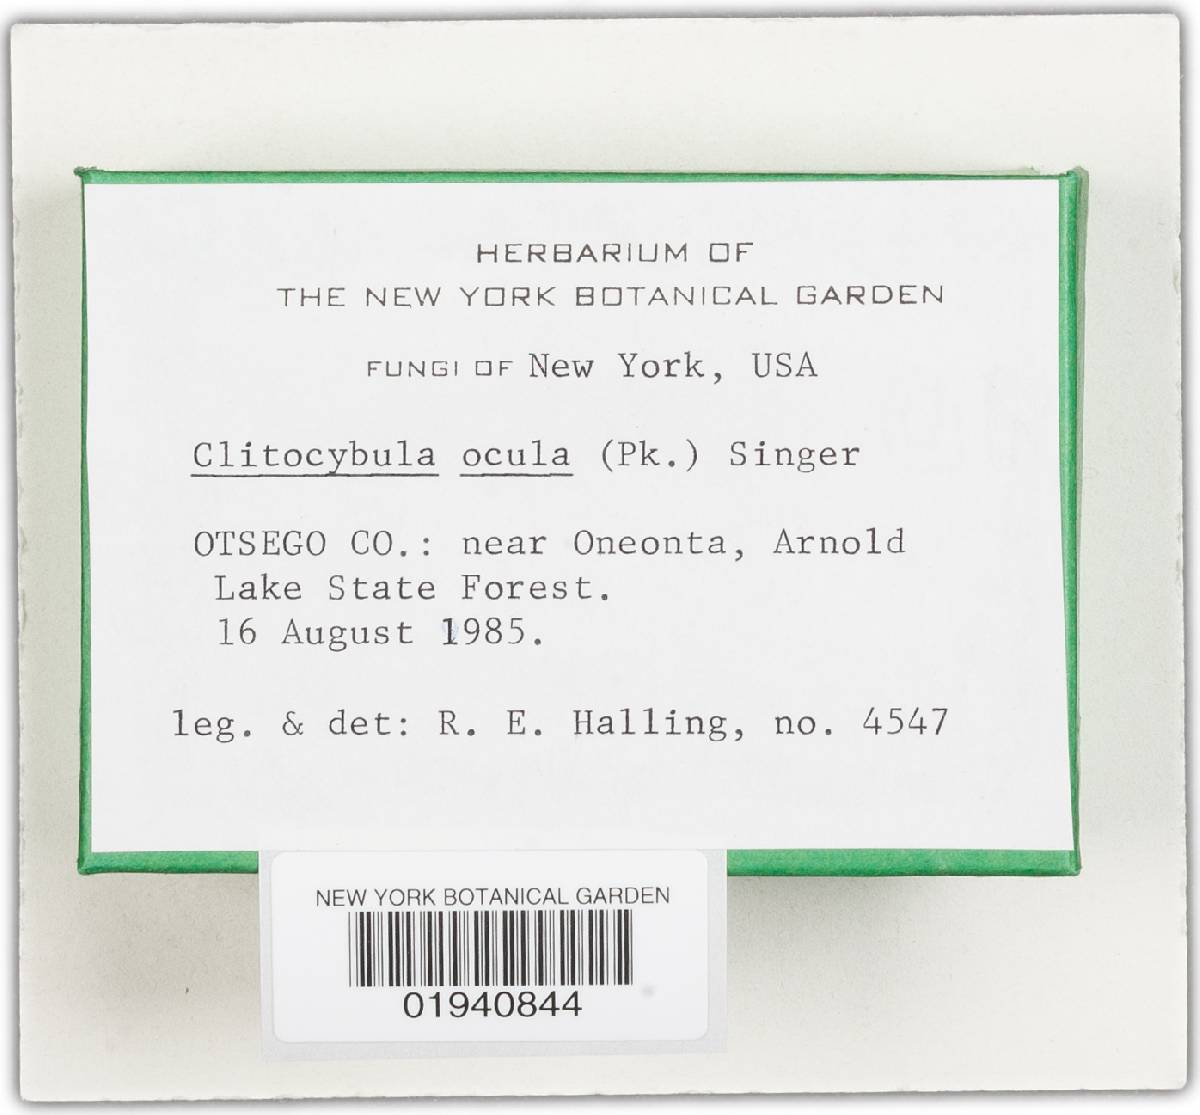 HERBARIUM OF
THE NEW YORK BOTANICAL GARDEN
FUNGI OF New York, USA
Clitocybula ocula (Pk.) Singer
OTSEGO CO.: near Oneonta, Arnold
Lake State Forest.
16 August 1985.
leg. & det: R. E. Halling, no. 4547
NEW YORK BOTANICAL GARDEN
01940844